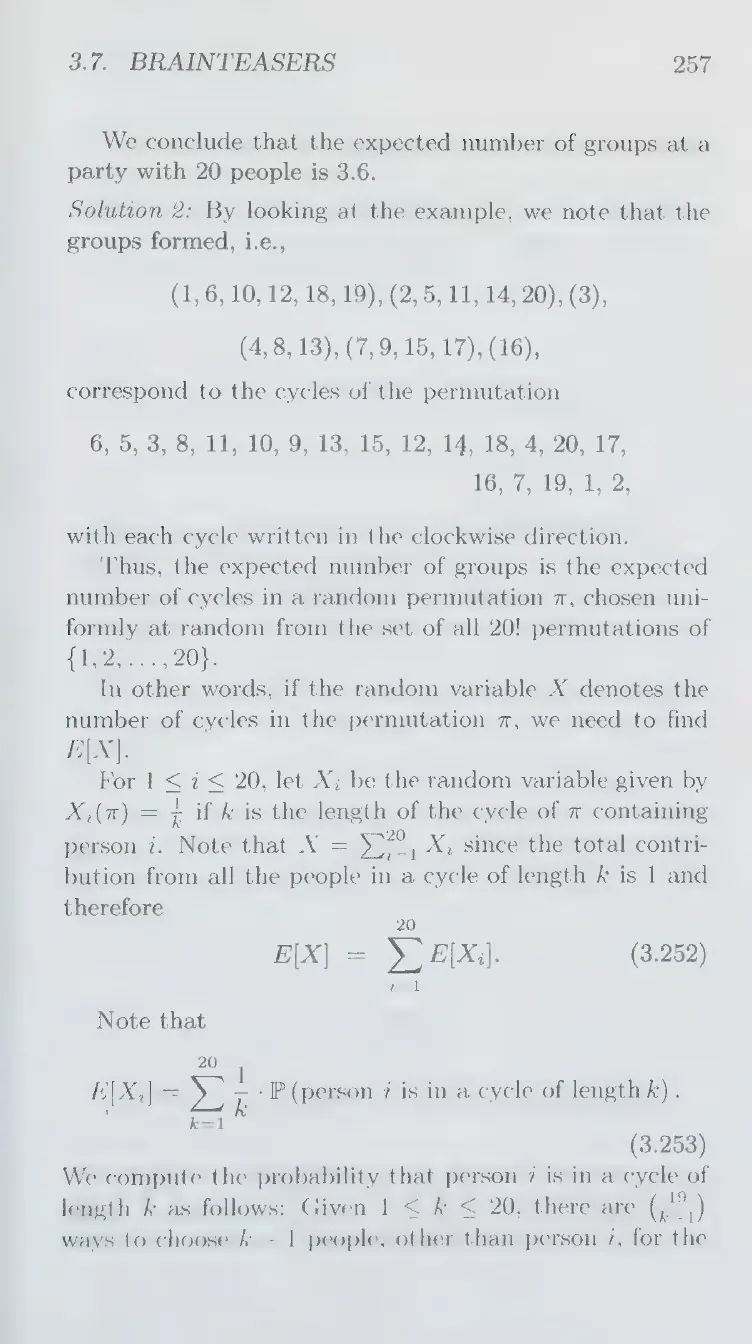 3.7. BRAINTEASERS 257
We conclude that the expected number of groups at a
party with 20 people is 3.6.
Solution 2: By looking at the example, we note that the
groups formed, i.e.,
(1, 6, 10, 12, 18, 19), (2, 5, 11, 14, 20), (3),
(4, 8, 13), (7, 9, 15, 17), (16),
correspond to the cycles of the permutation
6, 5, 3, 8, 11, 10, 9, 13, 15, 12, 14, 18, 4, 20, 17,
16, 7, 19, 1, 2,
with each cycle written in the clockwise direction.
Thus, the expected number of groups is the expected
number of cycles in a random permutation π, chosen uni-
formly at random from the set of all 20! permutations of
{1, 2, . . . , 20}.
In other words, if the random variable X denotes the
number of cycles in the permutation π, we need to find
E[X].
For 1 ≤ i ≤ 20, let X_i be the random variable given by
X_i(π) = 1/k if k is the length of the cycle of π containing
person i. Note that X = ∑_{i=1}^{20} X_i since the total contri-
bution from all the people in a cycle of length k is 1 and
therefore
E[X] = ∑_{i=1}^{20} E[X_i]. (3.252)
Note that
E[X_i] = ∑_{k=1}^{20} 1/k · ℙ (person i is in a cycle of length k) .
(3.253)
We compute the probability that person i is in a cycle of
length k as follows: Given 1 ≤ k ≤ 20, there are \binom{19}{k-1}
ways to choose k - 1 people, other than person i, for the